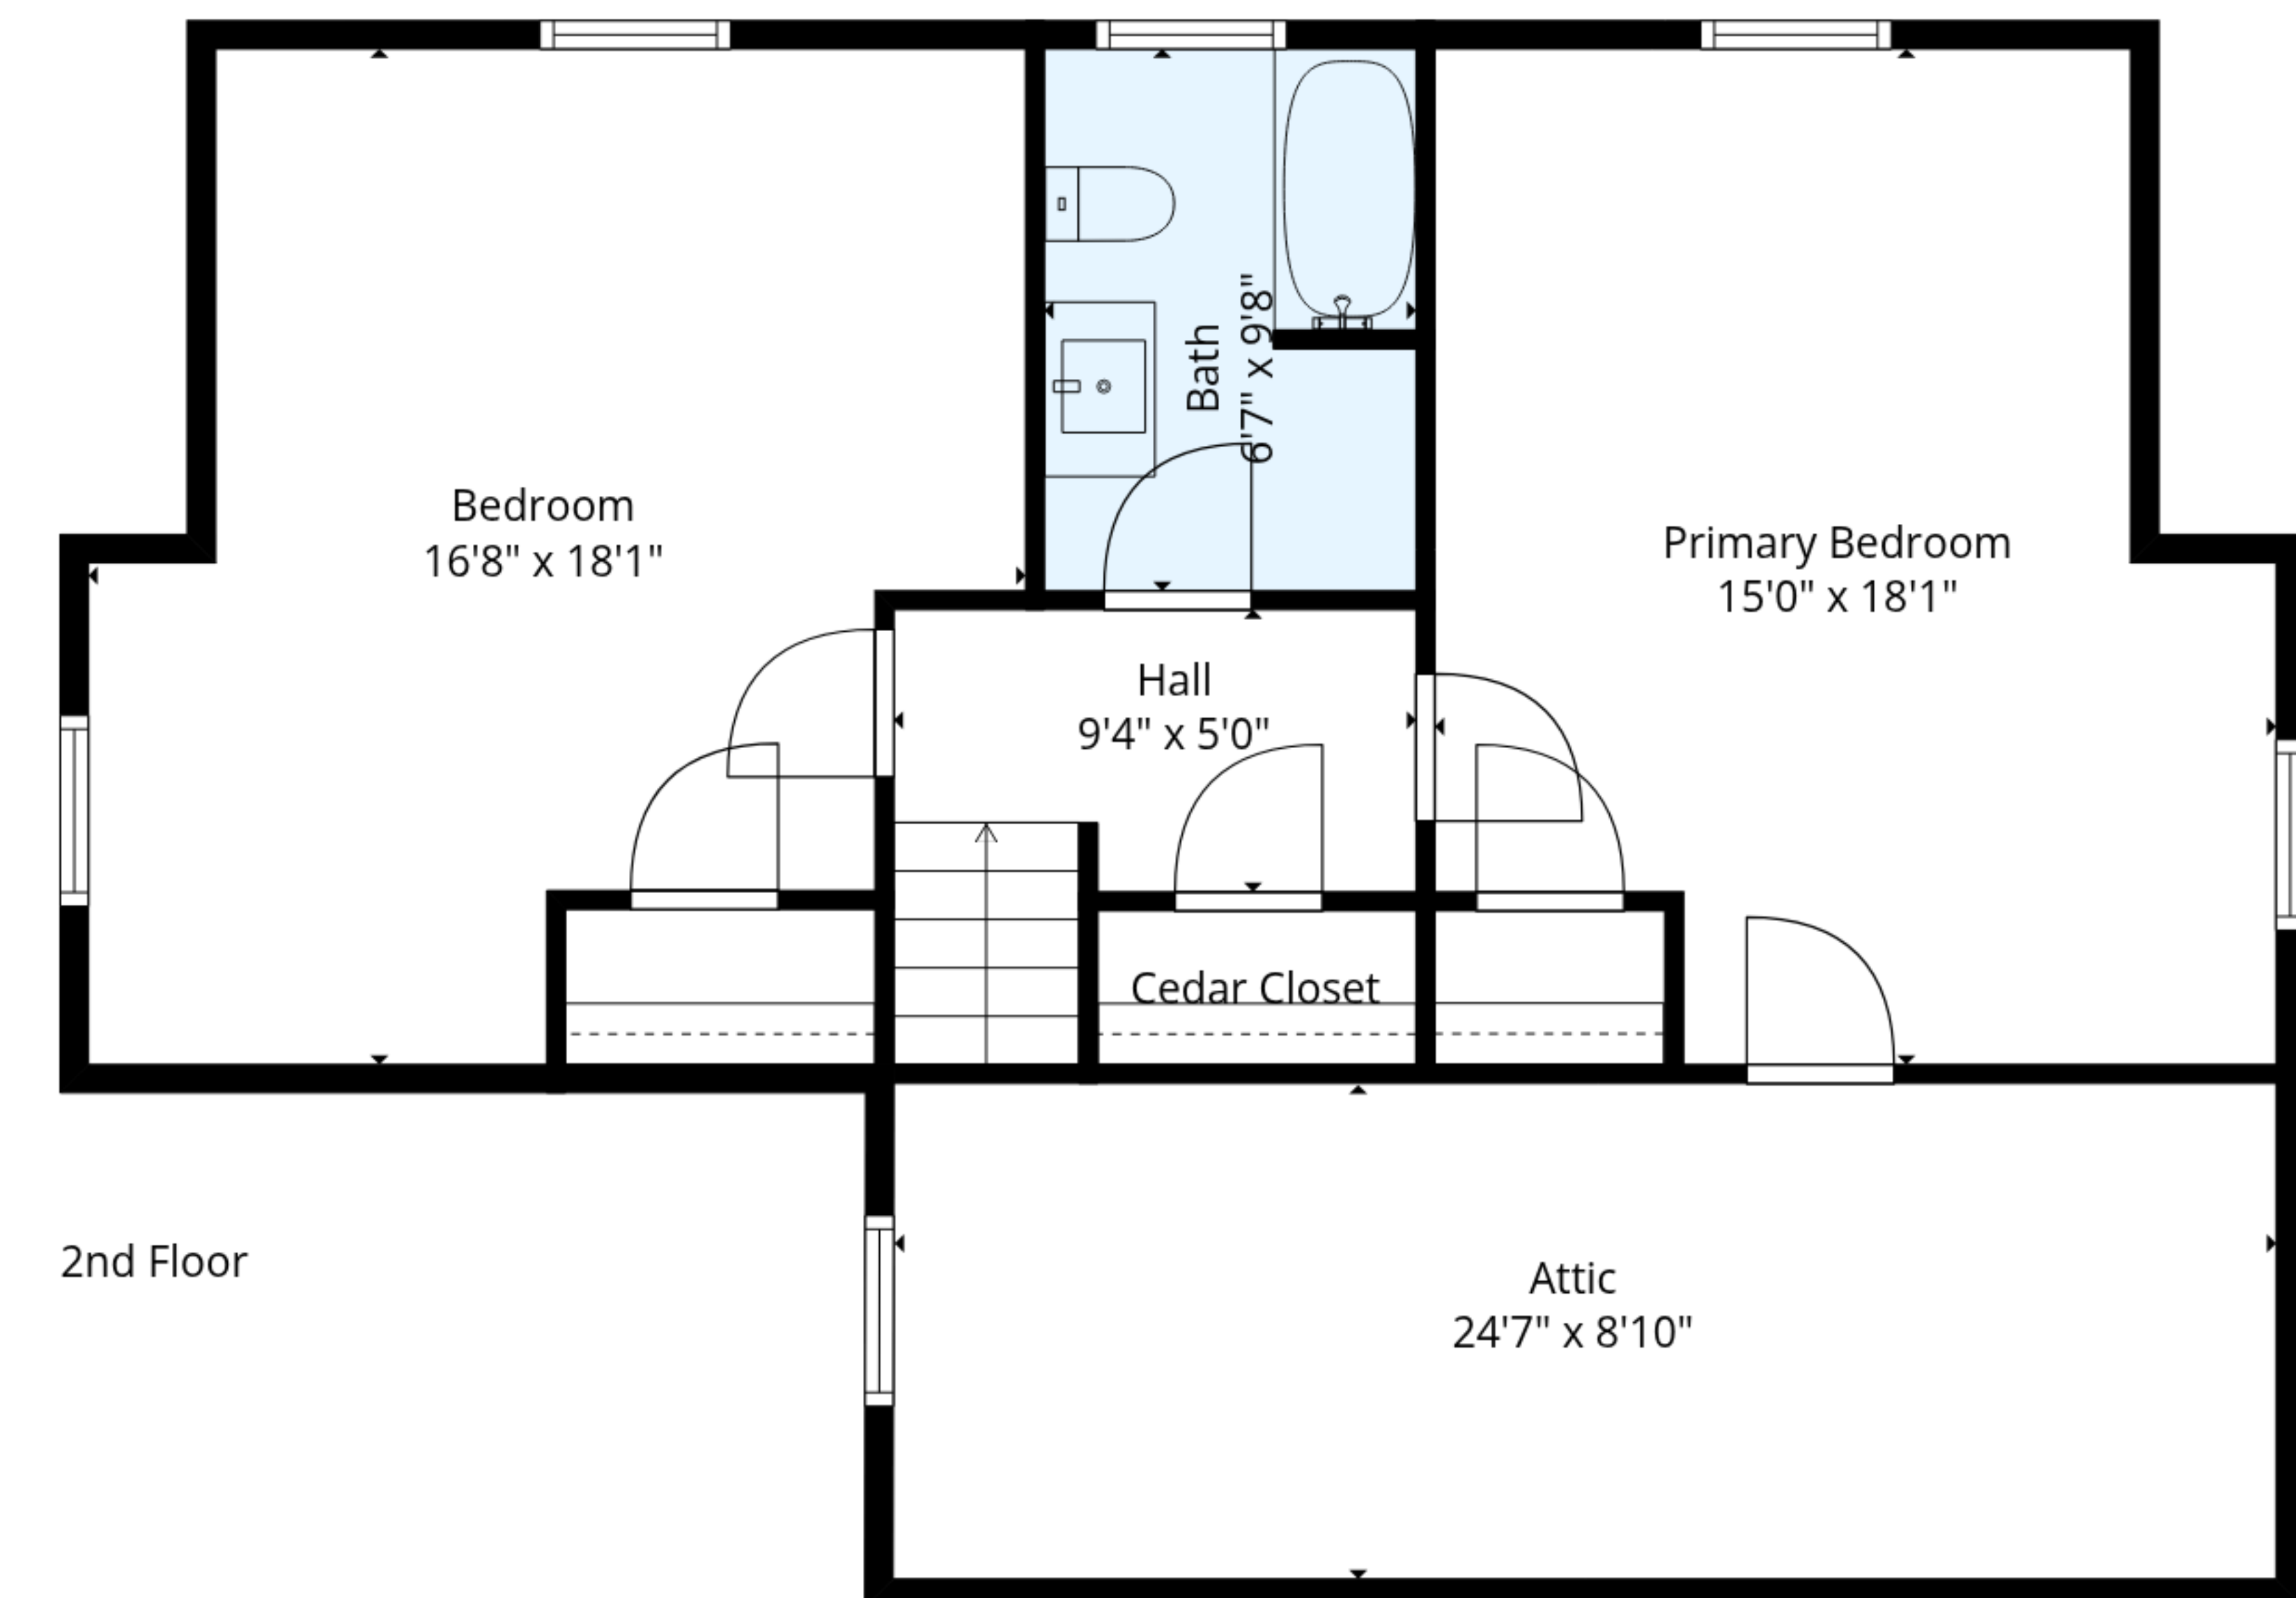 Bath
6'7" x 9'8"
Bedroom
16'8" x 18'1"
Primary Bedroom
15'0" x 18'1"
Hall
9'4" x 5'0"
Cedar Closet
2nd Floor
Attic
24'7" x 8'10"